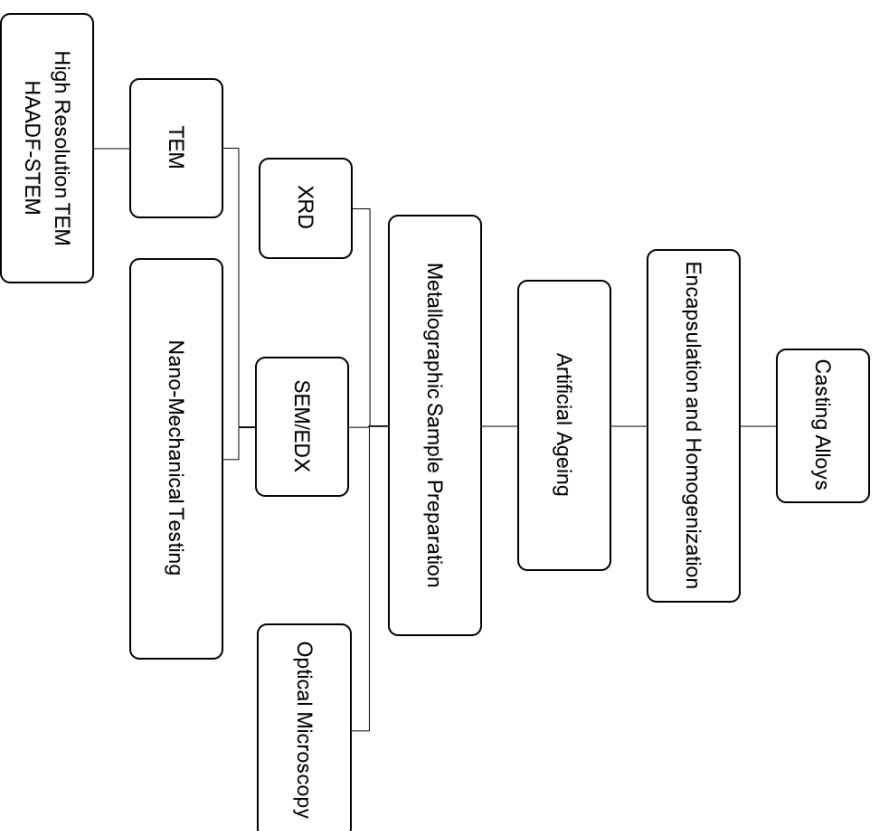 Casting Alloys
Encapsulation and Homogenization
Artificial Ageing
Metallographic Sample Preparation
XRD
SEM/EDX
Optical Microscopy
TEM
Nano-Mechanical Testing
High Resolution TEM
HAADF-STEM